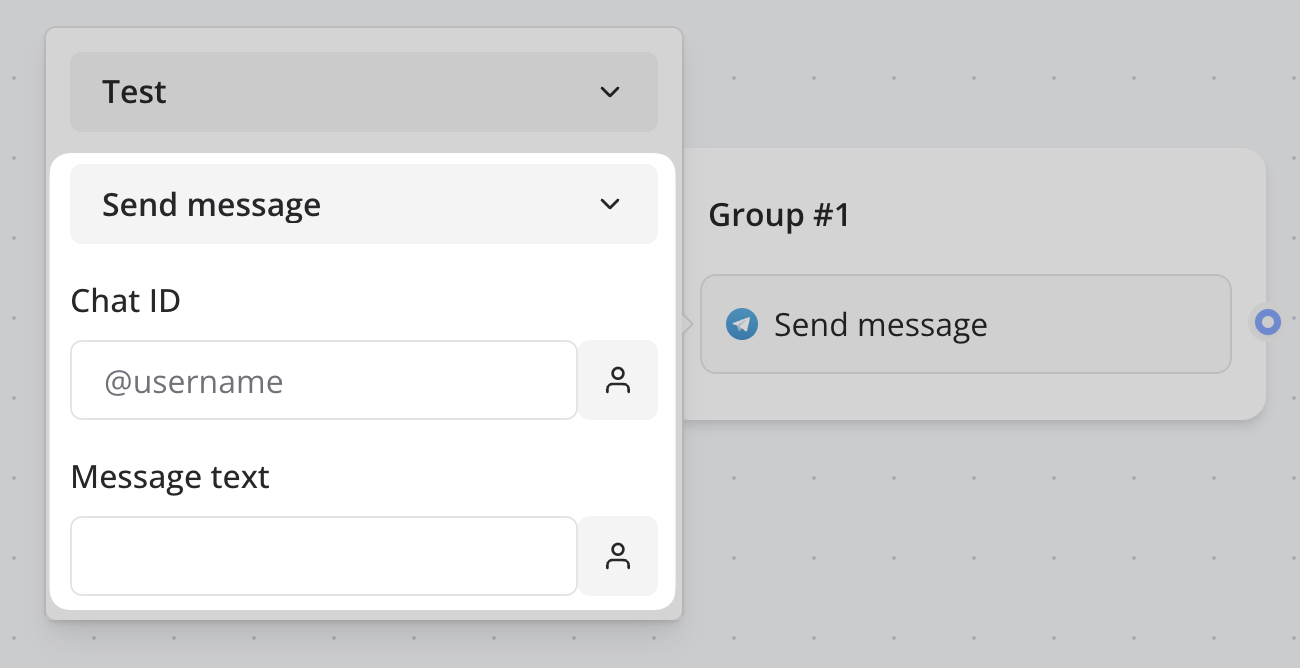 Test
Send message
Chat ID
@username
Message text
Group #1
Send message